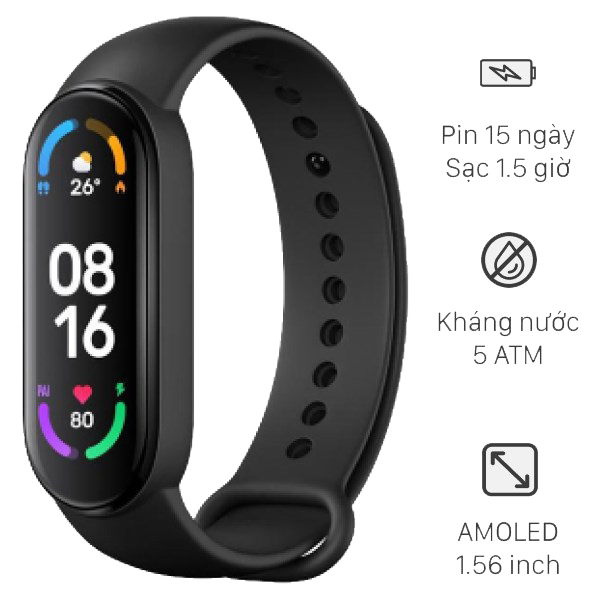 26°
08
16
PAI
80
Pin 15 ngày
Sạc 1.5 giờ
Kháng nước
5 ATM
AMOLED
1.56 inch